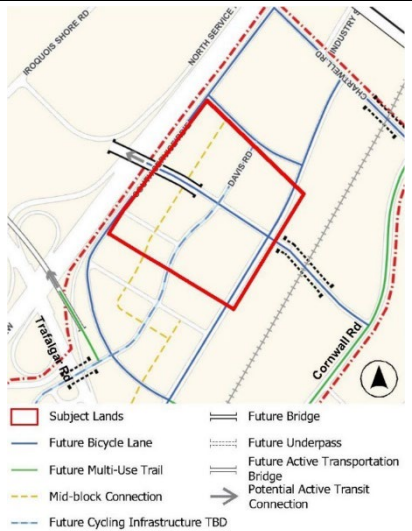 IROQUOIS SHORE RD
NORTH SERVICE
INDUSTRY
CHARTWELL RD
DAVIS RD
Trafalgar Rd
Cornwall Rd
Subject Lands
Future Bridge
Future Bicycle Lane
Future Underpass
Future Multi-Use Trail
Future Active Transportation
Bridge
Mid-block Connection
Potential Active Transit
Connection
Future Cycling Infrastructure TBD